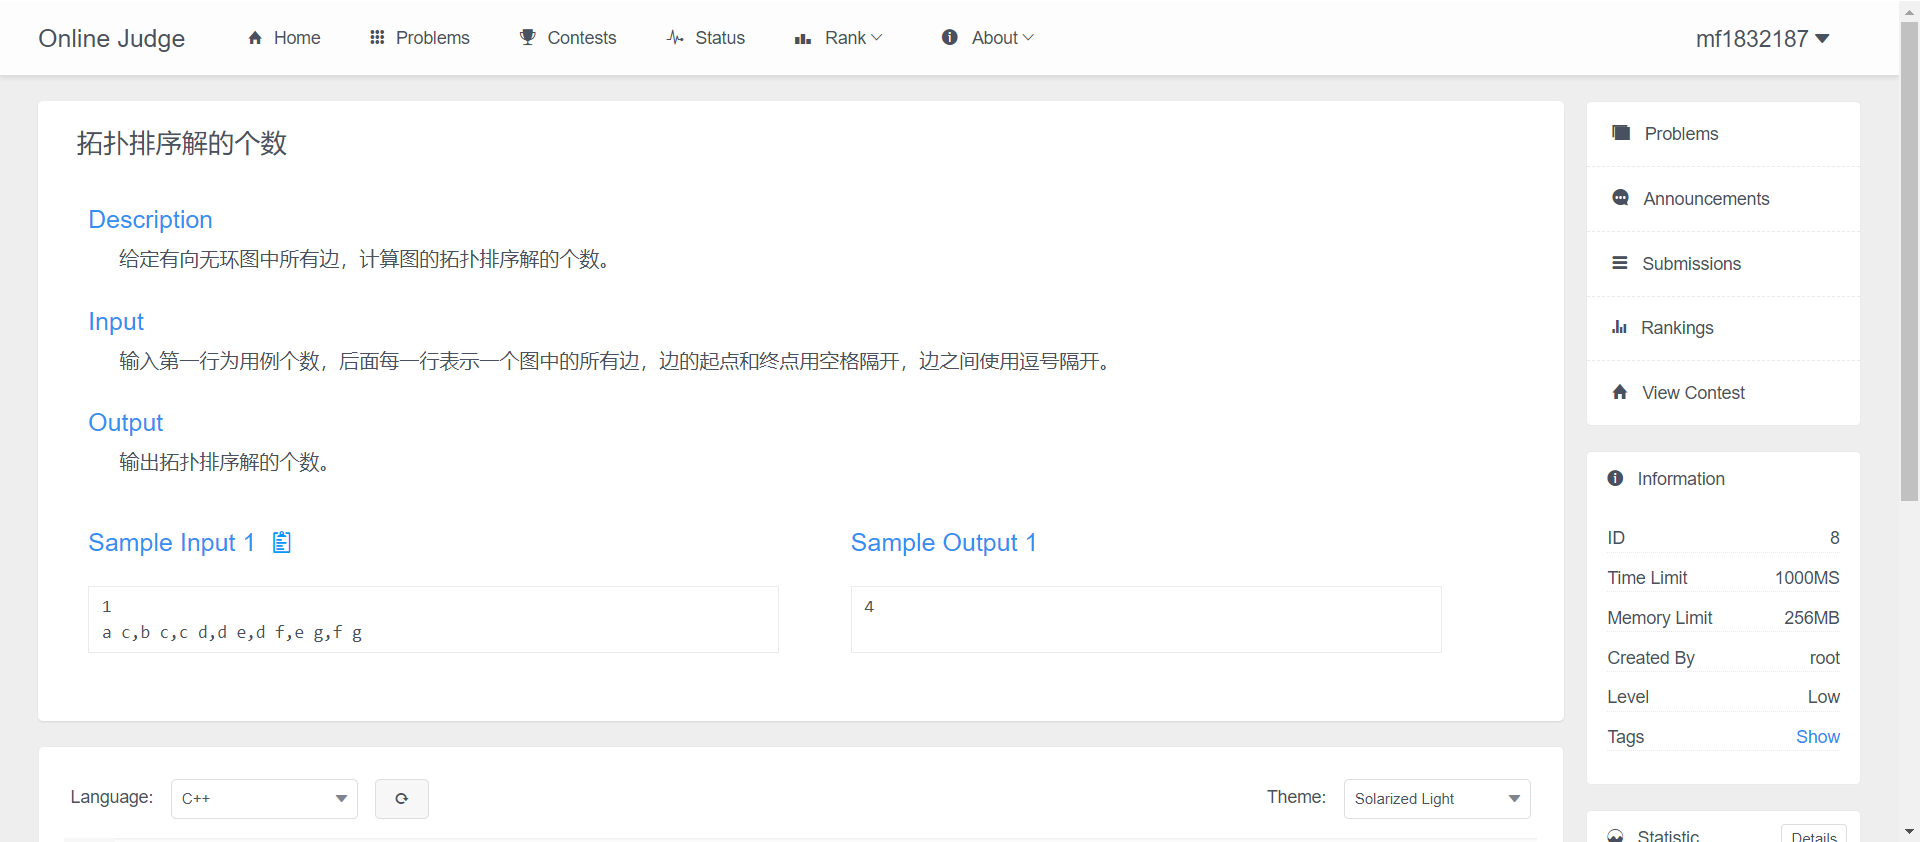 Online Judge Home Problems Contests Status Rank About mf1832187
拓扑排序解的个数
Description
给定有向无环图中所有边，计算图的拓扑排序解的个数。
Input
输入第一行为用例个数，后面每一行表示一个图中的所有边，边的起点和终点用空格隔开，边之间使用逗号隔开。
Output
输出拓扑排序解的个数。
Sample Input 1
1
a c,b c,c d,d e,d f,e g,f g
Sample Output 1
4
Language: C++
Theme: Solarized Light
Problems
Announcements
Submissions
Rankings
View Contest
Information
ID 8
Time Limit 1000MS
Memory Limit 256MB
Created By root
Level Low
Tags Show
Statistic Details